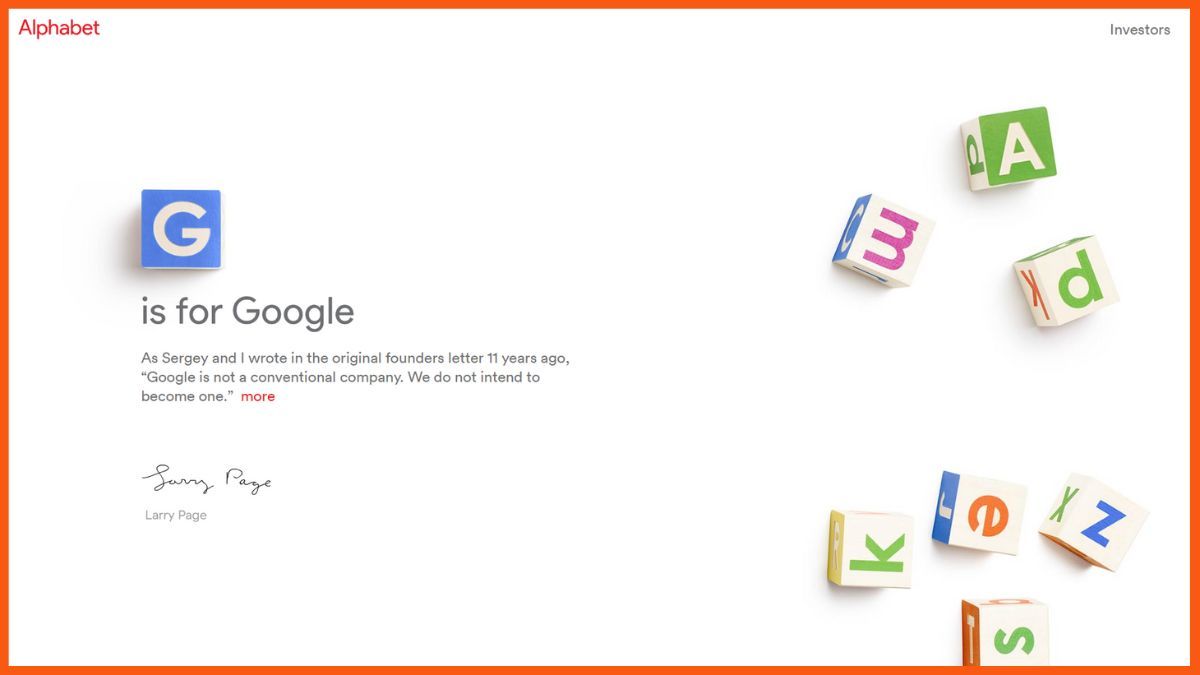 Alphabet
Investors
G
is for Google
As Sergey and I wrote in the original founders letter 11 years ago,
“Google is not a conventional company. We do not intend to
become one.” more
Larry Page
Larry Page
A
m
C
d
X
k
R
e
J
z
X
s
T